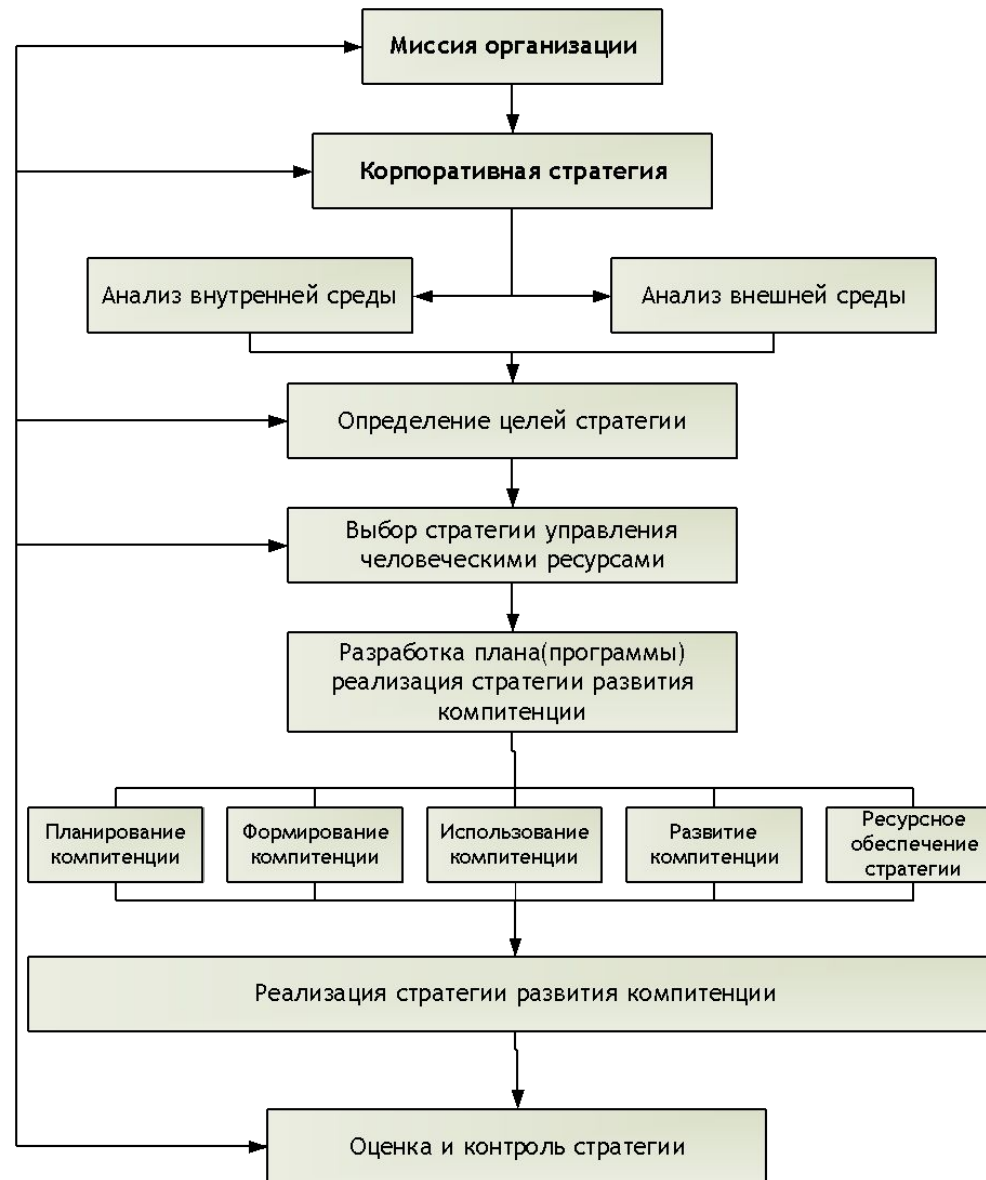 Миссия организации
Корпоративная стратегия
Анализ внутренней среды
Анализ внешней среды
Определение целей стратегии
Выбор стратегии управления
человеческими ресурсами
Разработка плана(программы)
реализация стратегии развития
компитенции
Планирование
компитенции
Формирование
компитенции
Использование
компитенции
Развитие
компитенции
Ресурсное
обеспечение
стратегии
Реализация стратегии развития компитенции
Оценка и контроль стратегии